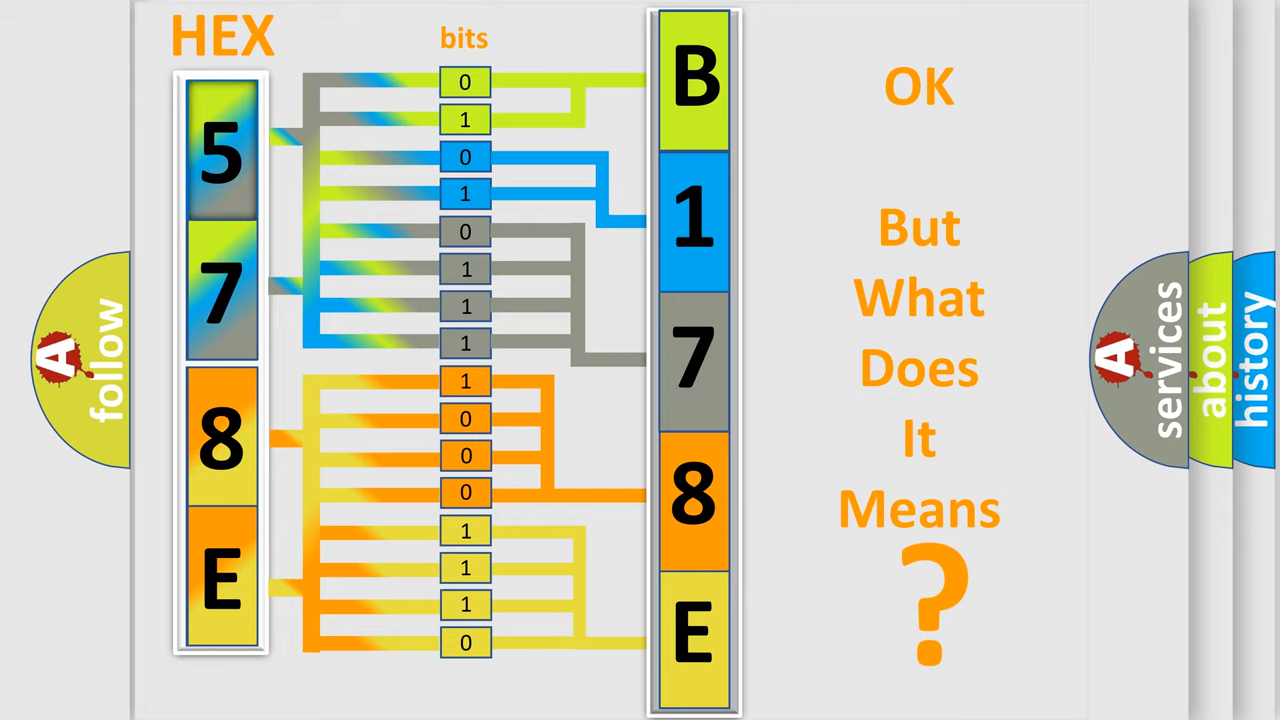 HEX
bits
5
7
8
E
0
1
0
1
0
1
1
1
1
0
0
0
1
1
1
0
B
1
7
8
E
OK
But
What
Does
It
Means
?
A
follow
A
services
about
history